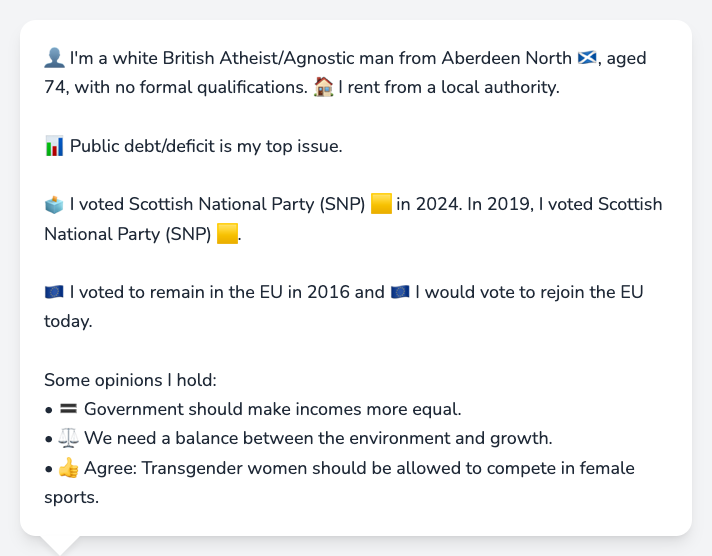 👤 I'm a white British Atheist/Agnostic man from Aberdeen North 🏴󠁧󠁢󠁳󠁣󠁴󠁿, aged
74, with no formal qualifications. 🏠 I rent from a local authority.
📊 Public debt/deficit is my top issue.
🗳️ I voted Scottish National Party (SNP) 🟨 in 2024. In 2019, I voted Scottish
National Party (SNP) 🟨.
🇪🇺 I voted to remain in the EU in 2016 and 🇪🇺 I would vote to rejoin the EU
today.
Some opinions I hold:
• 🟰 Government should make incomes more equal.
• ⚖️ We need a balance between the environment and growth.
• 👍 Agree: Transgender women should be allowed to compete in female
sports.